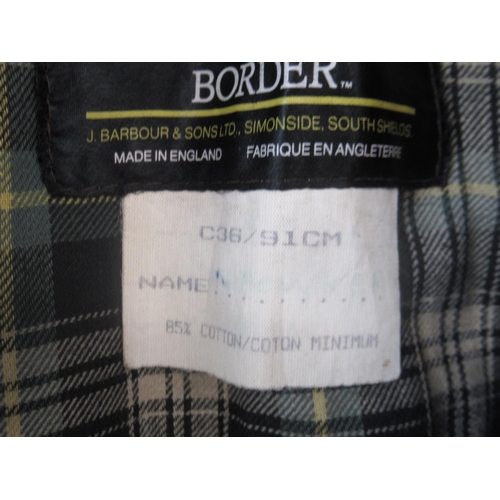 BORDER™
J. BARBOUR & SONS LTD., SIMONSIDE, SOUTH SHIELDS.
MADE IN ENGLAND FABRIQUE EN ANGLETERRE
C36/91CM
NAME..............
85% COTTON/COTON MINIMUM